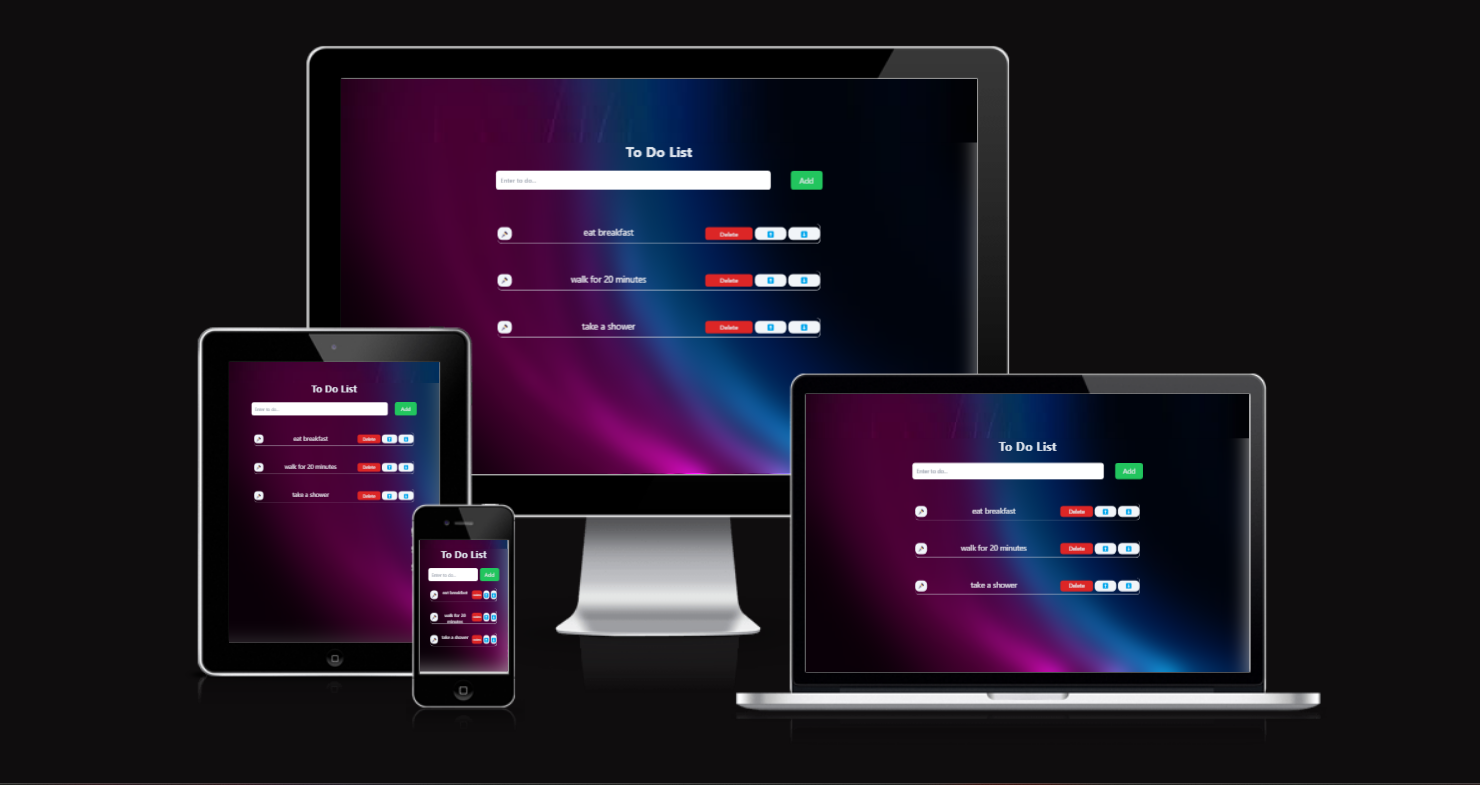 To Do List
Enter to do...
Add
eat breakfast
Delete
walk for 20 minutes
Delete
take a shower
Delete
To Do List
Enter to do...
Add
eat breakfast
Delete
walk for 20 minutes
Delete
take a shower
Delete
To Do List
Enter to do...
Add
eat breakfast
walk for 20
minutes
take a shower
To Do List
Enter to do...
Add
eat breakfast
Delete
walk for 20 minutes
Delete
take a shower
Delete